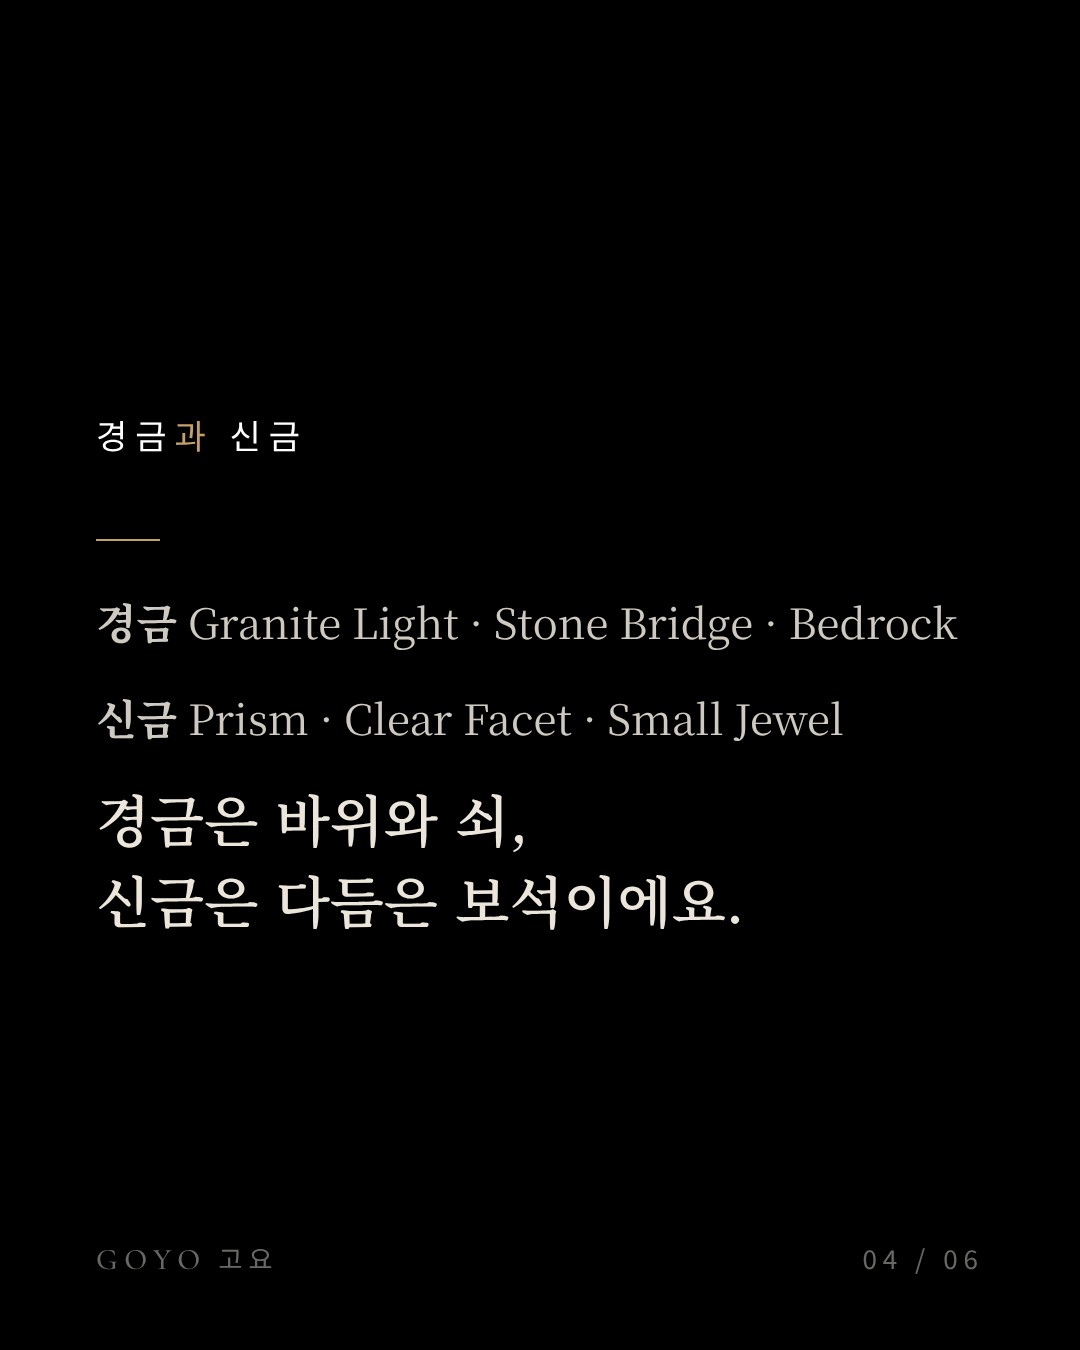 경금과 신금
경금 Granite Light · Stone Bridge · Bedrock
신금 Prism · Clear Facet · Small Jewel
경금은 바위와 쇠,
신금은 다듬은 보석이에요.
GOYO 고요
04 / 06